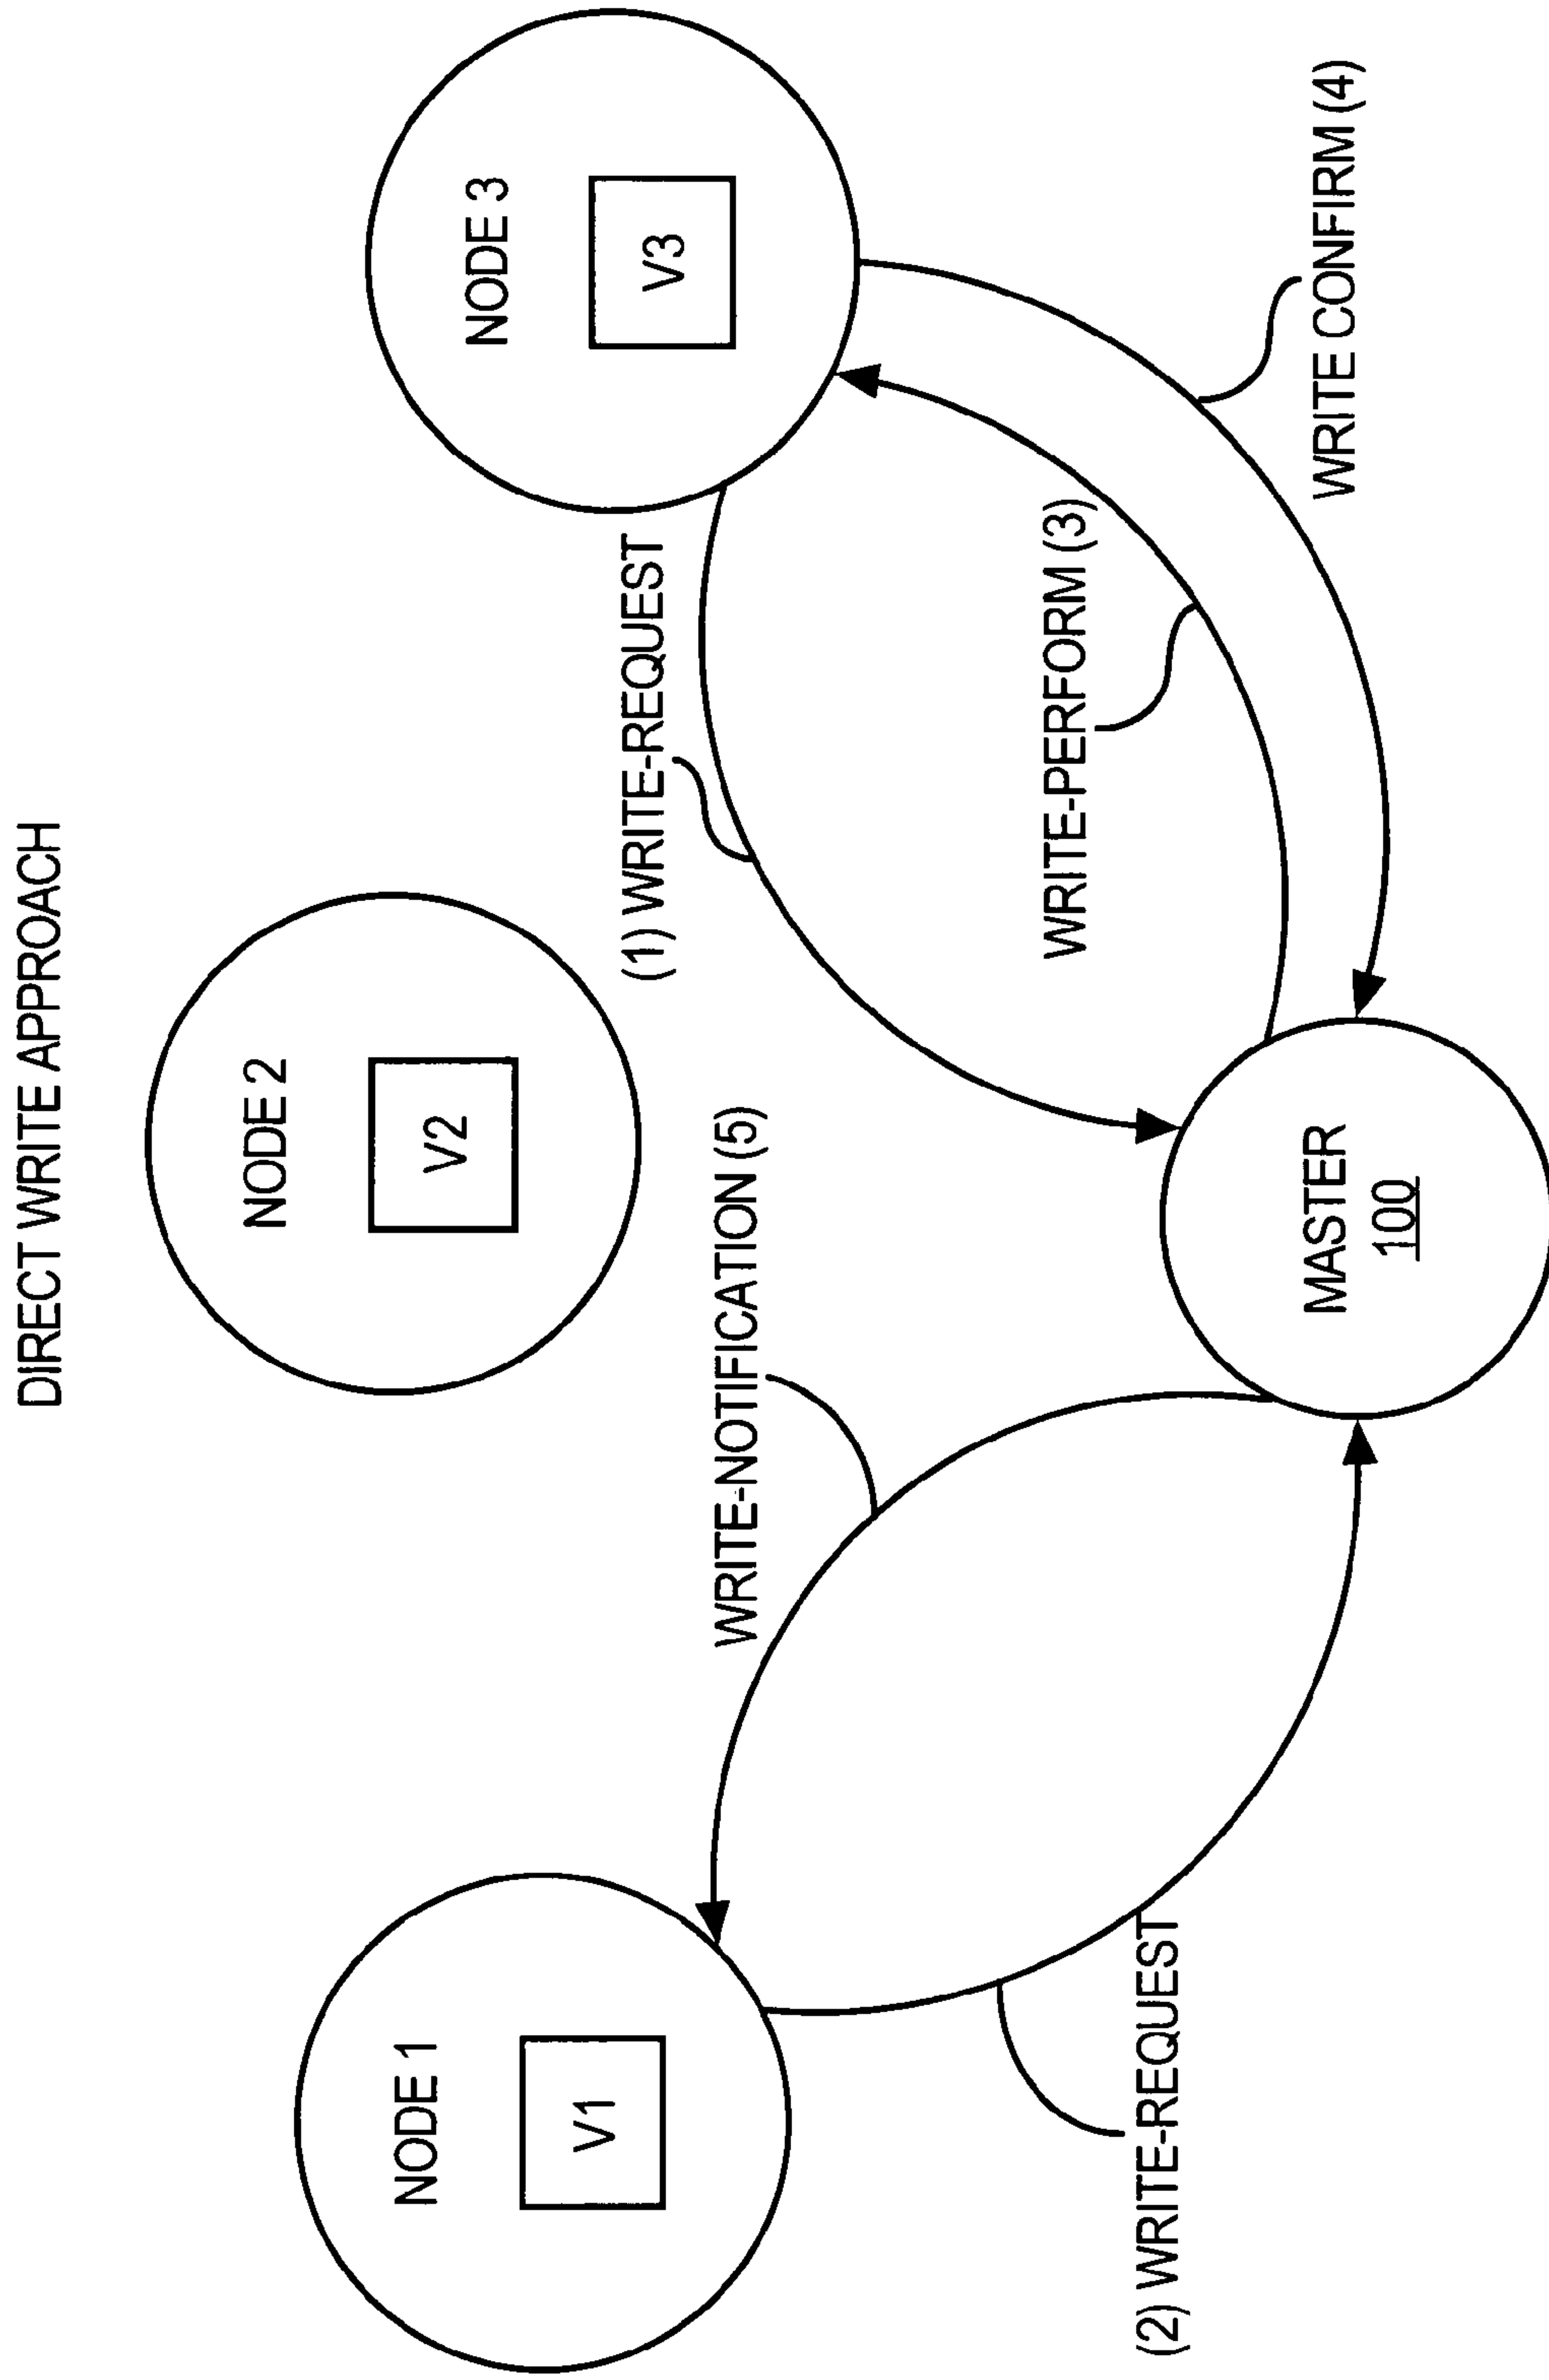 DIRECT WRITE APPROACH
NODE 2
V2
NODE 1
V1
NODE 3
V3
(1) WRITE-REQUEST
WRITE-NOTIFICATION (5)
WRITE-PERFORM (3)
(2) WRITE-REQUEST
MASTER
100
WRITE CONFIRM (4)